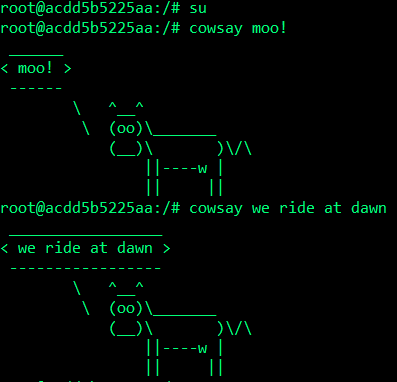 root@acdd5b5225aa:/# su
root@acdd5b5225aa:/# cowsay moo!
 ______
< moo! >
 ------
        \   ^__^
         \  (oo)\_______
            (__)\       )\/\
                ||----w |
                ||     ||
root@acdd5b5225aa:/# cowsay we ride at dawn
 _________________
< we ride at dawn >
 -----------------
        \   ^__^
         \  (oo)\_______
            (__)\       )\/\
                ||----w |
                ||     ||